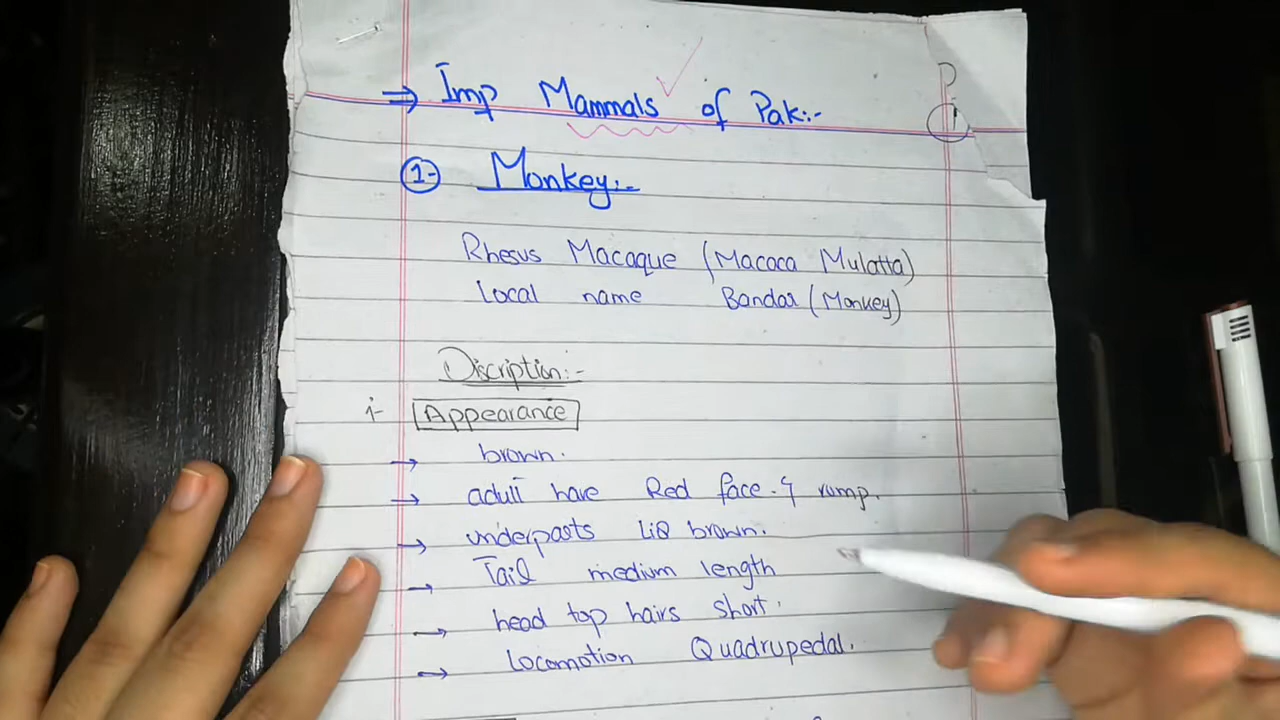 ⇒ Imp Mammals of Pak:-
1- Monkey:-
Rhesus Macaque (Macaca Mulatta)
Local name Bandar (Monkey)
Discription:-
i- Appearance
→ brown.
→ adult have Red face & rump.
→ underparts brown.
→ Tail medium length
→ head top hairs short.
→ locomotion Quadrupedal.